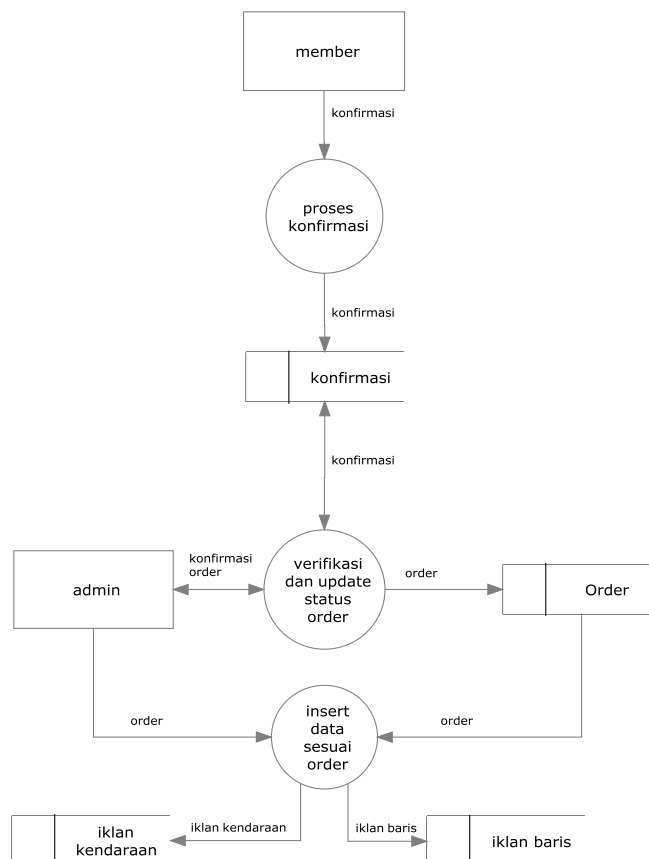 member
konfirmasi
proses
konfirmasi
konfirmasi
konfirmasi
konfirmasi
admin
konfirmasi
order
verifikasi
dan update
status
order
order
Order
order
insert
data
sesuai
order
order
iklan
kendaraan
iklan kendaraan
iklan baris
iklan baris